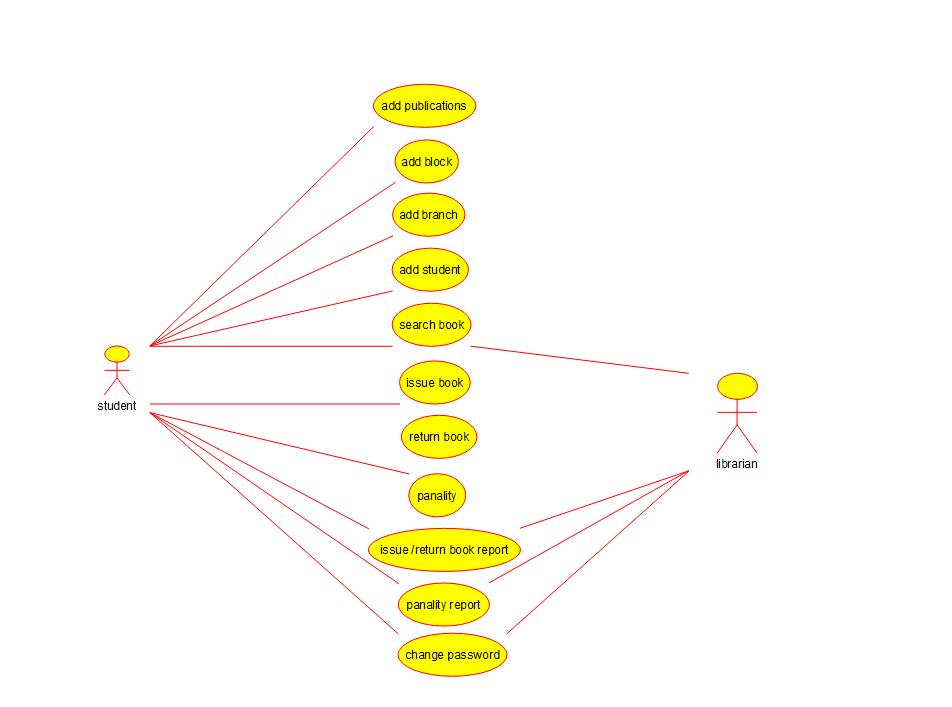 add publications
add block
add branch
add student
search book
issue book
student
return book
librarian
panality
issue /return book report
panality report
change password